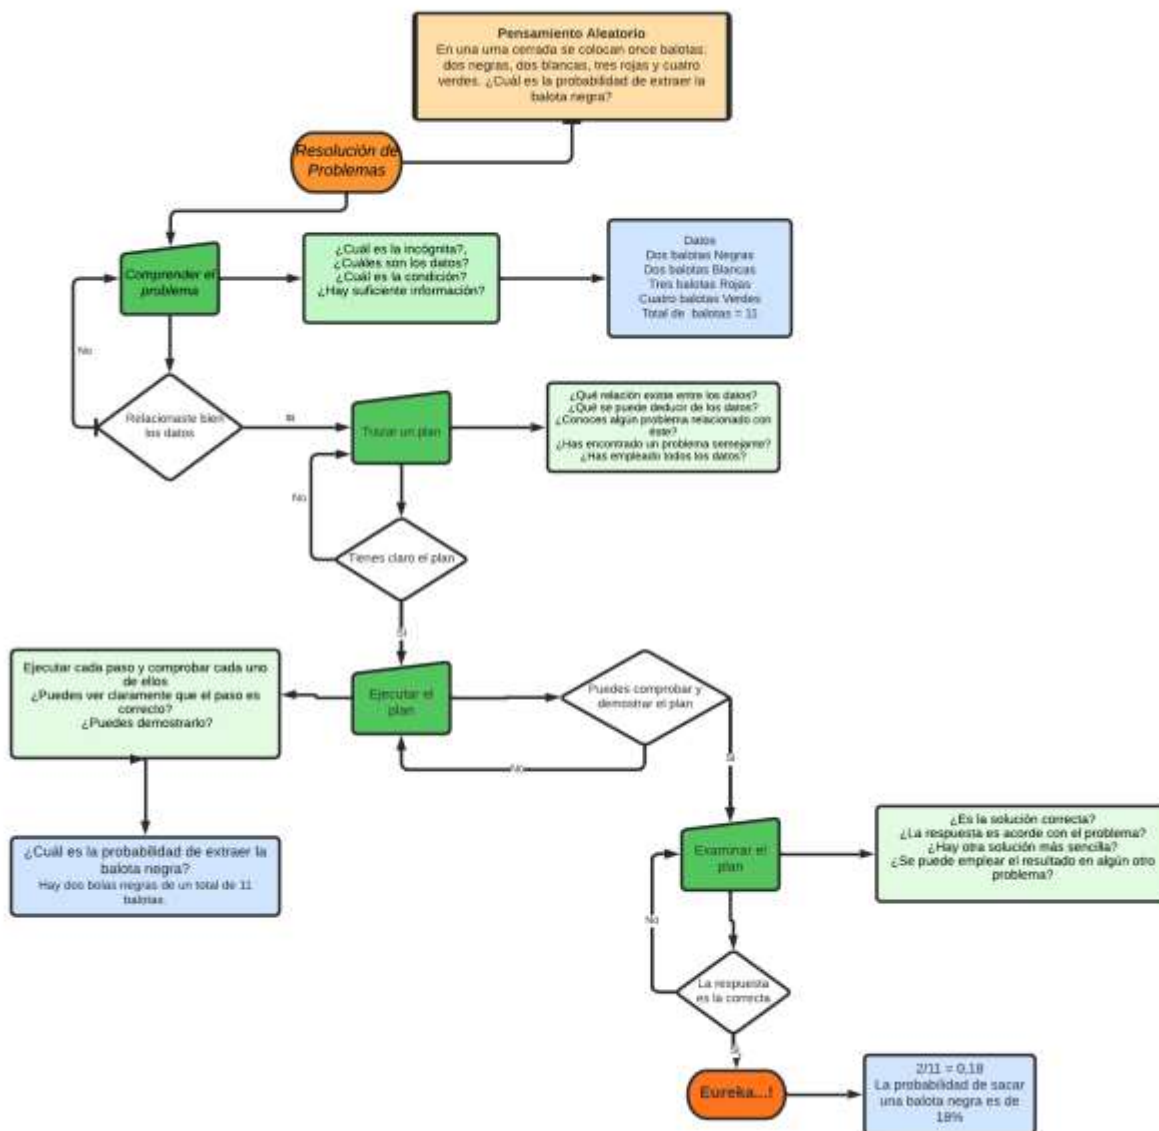 Pensamiento Aleatorio
En una urna cerrada se colocan once balotas:
dos negras, dos blancas, tres rojas y cuatro
verdes. ¿Cuál es la probabilidad de extraer la
balota negra?
Resolución de
Problemas
Comprender el
problema
¿Cuál es la incógnita?,
¿Cuáles son los datos?
¿Cuál es la condición?
¿Hay suficiente información?
Datos
Dos balotas Negras
Dos balotas Blancas
Tres balotas Rojas
Cuatro balotas Verdes
Total de balotas = 11
No
Relacionaste bien
los datos
si
Trazar un plan
¿Qué relación existe entre los datos?
¿Qué se puede deducir de los datos?
¿Conoces algún problema relacionado con
éste?
¿Has encontrado un problema semejante?
¿Has empleado todos los datos?
No
Tienes claro el plan
Si
Ejecutar cada paso y comprobar cada uno
de ellos
¿Puedes ver claramente que el paso es
correcto?
¿Puedes demostrarlo?
Ejecutar el
plan
Puedes comprobar y
demostrar el plan
No
Si
¿Cuál es la probabilidad de extraer la
balota negra?
Hay dos bolas negras de un total de 11
balotas.
Examinar el
plan
¿Es la solución correcta?
¿La respuesta es acorde con el problema?
¿Hay otra solución más sencilla?
¿Se puede emplear el resultado en algún otro
problema?
No
La respuesta
es la correcta
Si
Eureka...!
2/11 = 0,18
La probabilidad de sacar
una balota negra es de
18%